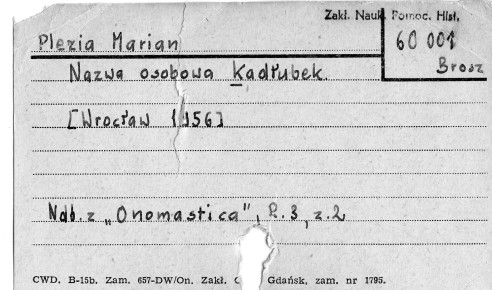 Zakł. Nauk Pomoc. Hist.
Plezia Marian
60 001
Brosz
Nazwa osobowa Kadłubek.
[Wrocław 1956]
Ndb. z „Onomastica", R.3, z.2
CWD. B-15b. Zam. 657-DW/On. Zakł. Gdańsk, zam. nr 1795.